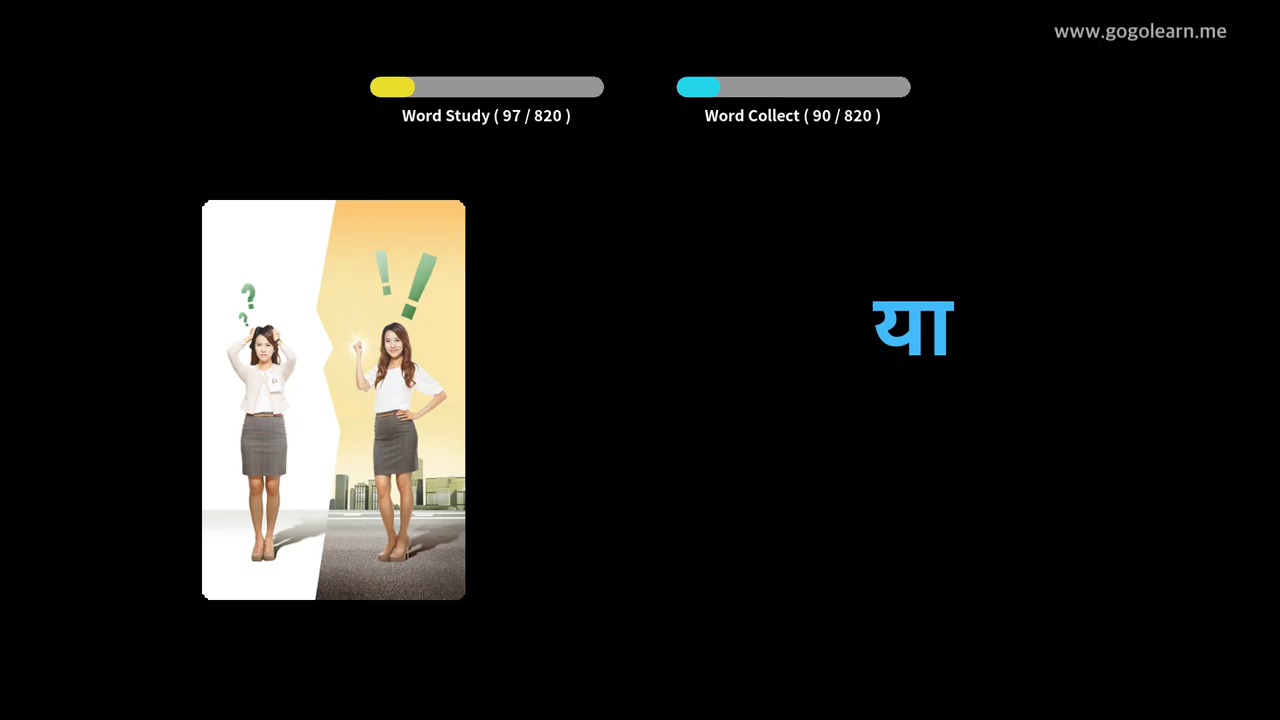 www.gogolearn.me
Word Study ( 97 / 820 )
Word Collect ( 90 / 820 )
? !!
?
या